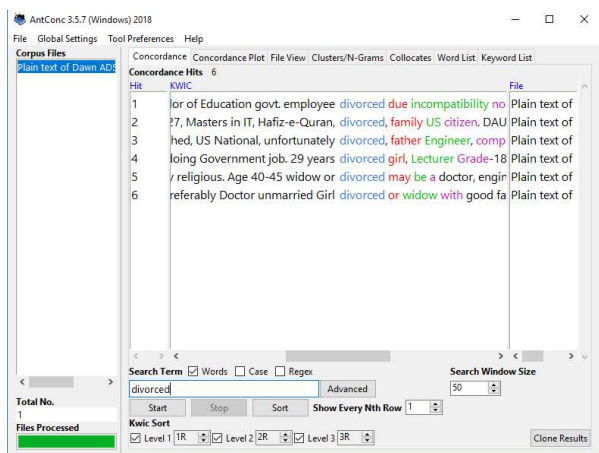 AntConc 3.5.7 (Windows) 2018
File Global Settings Tool Preferences Help
Corpus Files
Plain text of Dawn ADS
Concordance Concordance Plot File View Clusters/N-Grams Collocates Word List Keyword List
Concordance Hits 6
Hit KWIC File
1 lor of Education govt. employee divorced due incompatibility no Plain text of
2 27, Masters in IT, Hafiz-e-Quran, divorced, family US citizen. DAU Plain text of
3 hed, US National, unfortunately divorced, father Engineer, comp Plain text of
4 loing Government job. 29 years divorced girl, Lecturer Grade-18 Plain text of
5 y religious. Age 40-45 widow or divorced may be a doctor, engin Plain text of
6 referably Doctor unmarried Girl divorced or widow with good fa Plain text of
Search Term Words Case Regex Search Window Size
divorced Advanced 50
Total No.
1
Start Stop Sort Show Every Nth Row 1
Files Processed
Kwic Sort
Level 1 1R Level 2 2R Level 3 3R Clone Results